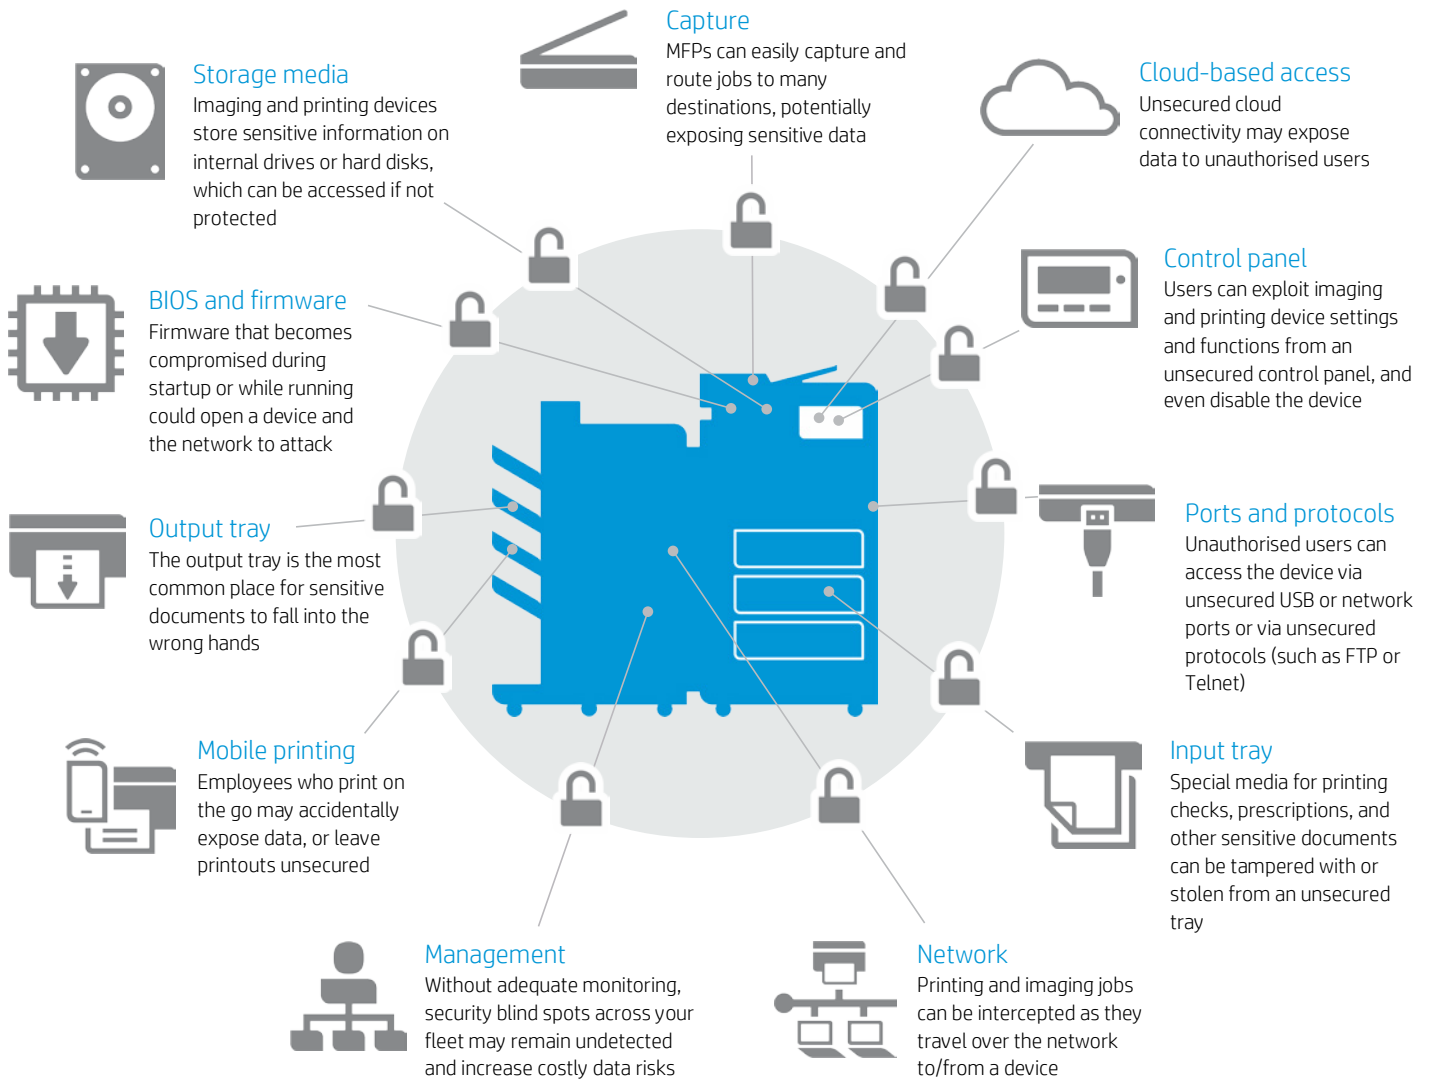 Capture
MFPs can easily capture and
route jobs to many
destinations, potentially
exposing sensitive data
Storage media
Imaging and printing devices
store sensitive information on
internal drives or hard disks,
which can be accessed if not
protected
Cloud-based access
Unsecured cloud
connectivity may expose
data to unauthorised users
BIOS and firmware
Firmware that becomes
compromised during
startup or while running
could open a device and
the network to attack
Control panel
Users can exploit imaging
and printing device settings
and functions from an
unsecured control panel, and
even disable the device
Output tray
The output tray is the most
common place for sensitive
documents to fall into the
wrong hands
Ports and protocols
Unauthorised users can
access the device via
unsecured USB or network
ports or via unsecured
protocols (such as FTP or
Telnet)
Mobile printing
Employees who print on
the go may accidentally
expose data, or leave
printouts unsecured
Input tray
Special media for printing
checks, prescriptions, and
other sensitive documents
can be tampered with or
stolen from an unsecured
tray
Management
Without adequate monitoring,
security blind spots across your
fleet may remain undetected
and increase costly data risks
Network
Printing and imaging jobs
can be intercepted as they
travel over the network
to/from a device